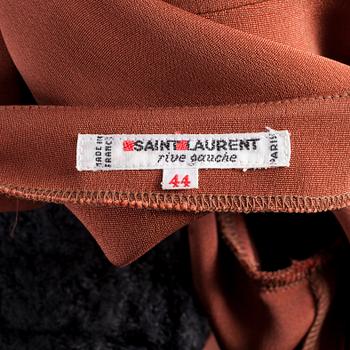 MADE IN FRANCE
SAINT LAURENT
rive gauche
PARIS
44